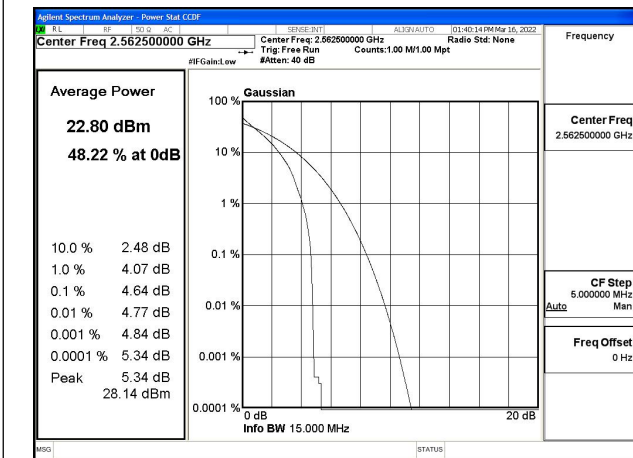 Agilent Spectrum Analyzer - Power Stat CCDF
RL RF 50 Ω AC SENSE:INT ALIGN AUTO 01:40:14 PM Mar 16, 2022
Center Freq 2.562500000 GHz
Center Freq: 2.562500000 GHz Radio Std: None
Trig: Free Run Counts:1.00 M/1.00 Mpt
#IFGain:Low #Atten: 40 dB
Frequency
Average Power
22.80 dBm
48.22 % at 0dB
10.0 % 2.48 dB
1.0 % 4.07 dB
0.1 % 4.64 dB
0.01 % 4.77 dB
0.001 % 4.84 dB
0.0001 % 5.34 dB
Peak 5.34 dB
28.14 dBm
Gaussian
100 %
10 %
1 %
0.1 %
0.01 %
0.001 %
0.0001 %
0 dB 20 dB
Info BW 15.000 MHz
Center Freq
2.562500000 GHz
CF Step
5.000000 MHz
Auto Man
Freq Offset
0 Hz
MSG STATUS